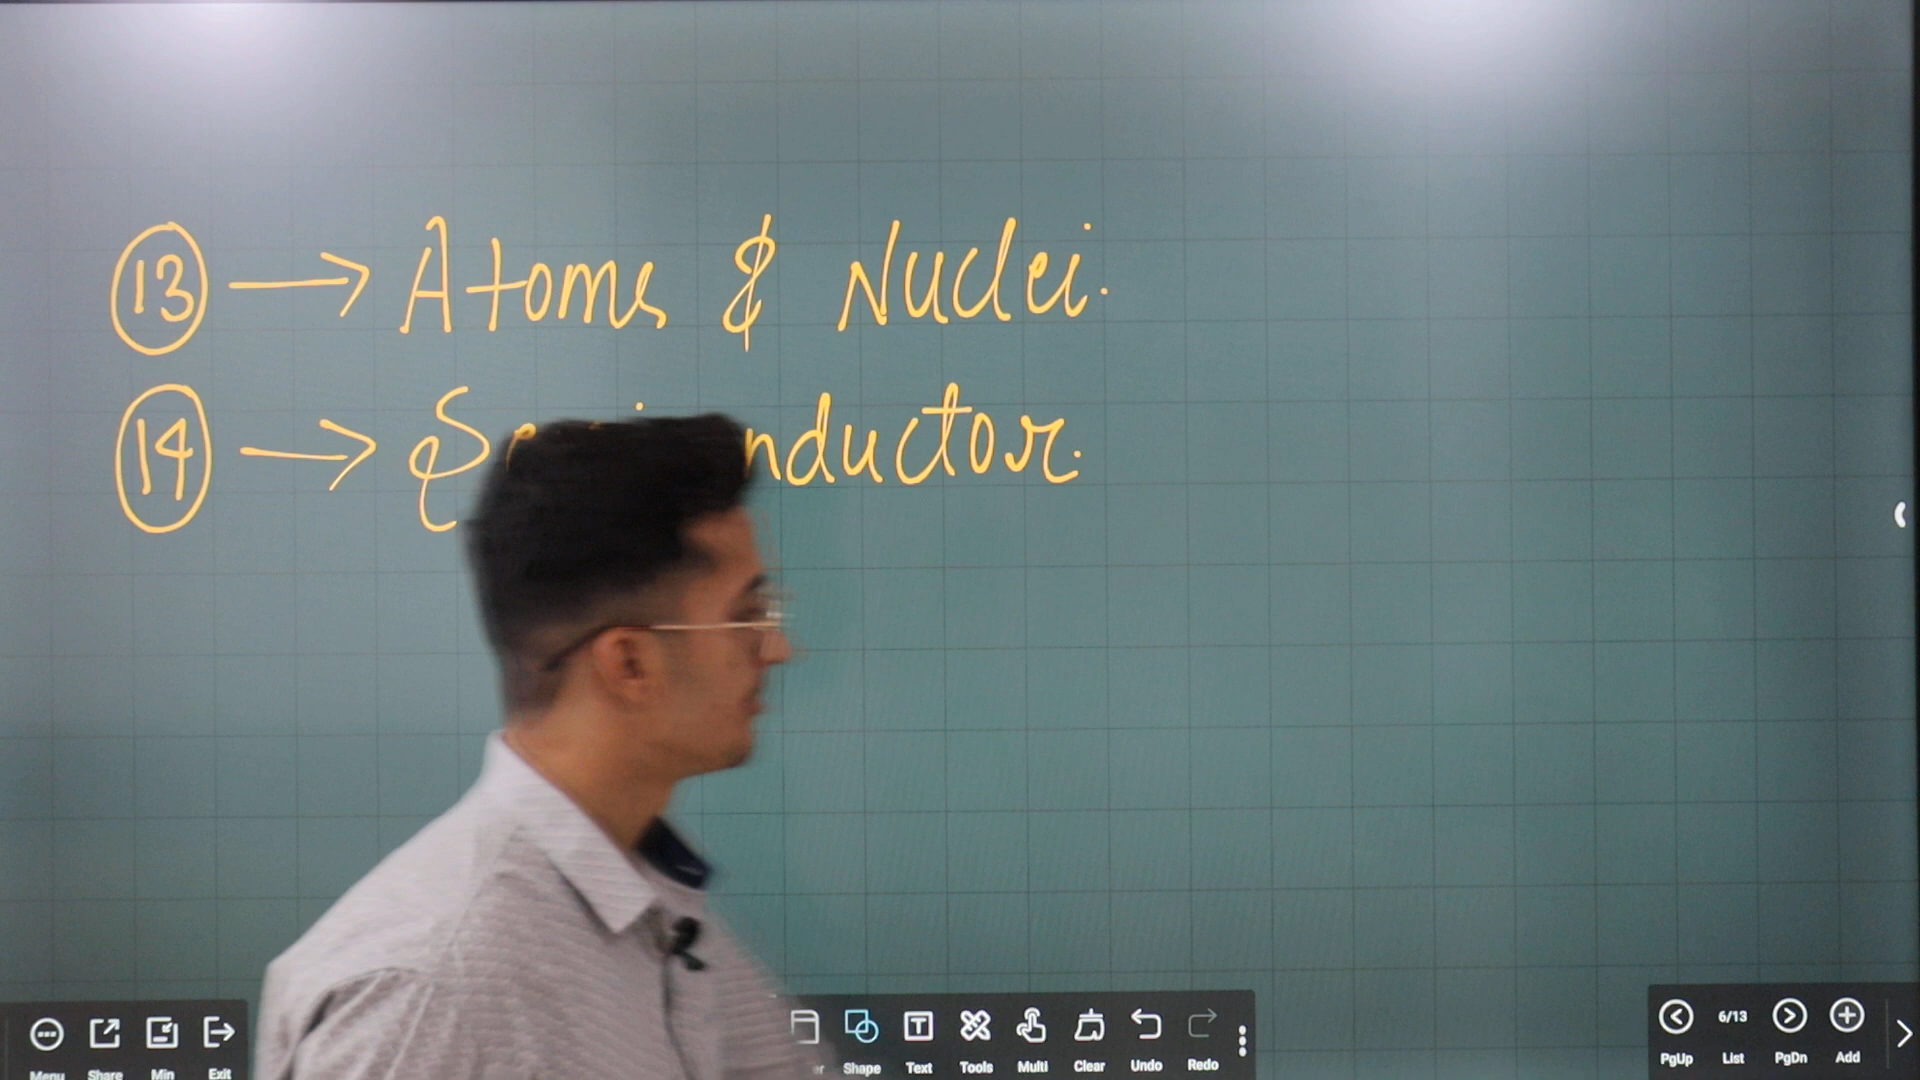 13 → Atoms & Nuclei.
14 →
Menu Share Min Exit
Shape Text Tools Multi Clear Undo Redo
PgUp 6/13 List PgDn Add